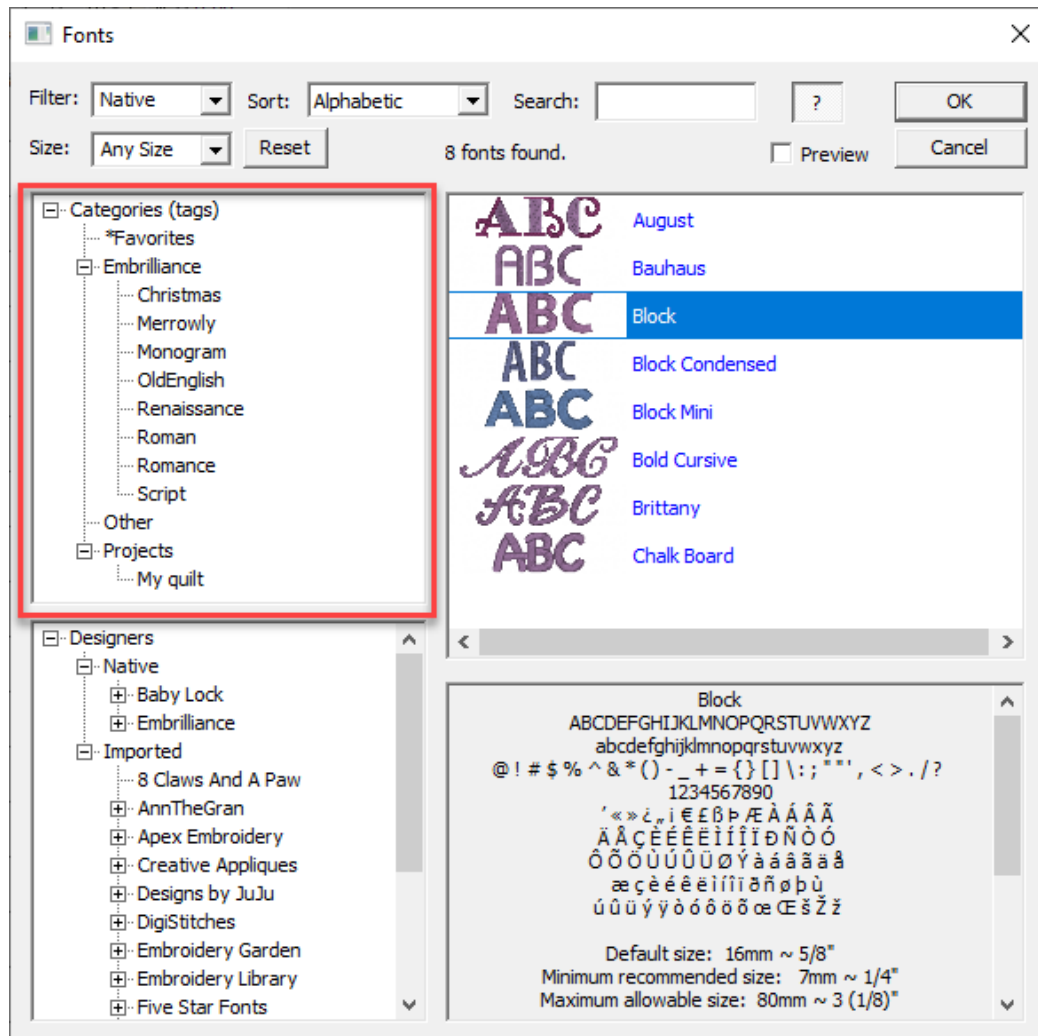 Fonts
Filter: Native Sort: Alphabetic Search: ? OK
Size: Any Size Reset 8 fonts found. Preview Cancel
Categories (tags)
*Favorites
Embrilliance
Christmas
Merrowly
Monogram
OldEnglish
Renaissance
Roman
Romance
Script
Other
Projects
My quilt
ABC August
ABC Bauhaus
ABC Block
ABC Block Condensed
ABC Block Mini
ABC Bold Cursive
ABC Brittany
ABC Chalk Board
Designers
Native
Baby Lock
Embrilliance
Imported
8 Claws And A Paw
AnnTheGran
Apex Embroidery
Creative Appliques
Designs by JuJu
DigiStitches
Embroidery Garden
Embroidery Library
Five Star Fonts
Block
ABCDEFGHIJKLMNOPQRSTUVWXYZ
abcdefghijklmnopqrstuvwxyz
@ ! # $ % ^ & * ( ) - _ + = { } [ ] \ : ; " " ' , < > . / ?
1234567890
´ « » ¿ „ ¡ € £ ß Þ Æ À Á Â Ã
Ä Å Ç È É Ê Ë Ì Í Î Ï Ð Ñ Ò Ó
Ô Õ Ö Ù Ú Û Ü Ø Ý à á â ã ä å
æ ç è é ê ë ì í î ï ð ñ ø þ ù
ú û ü ý ÿ ò ó ô ö õ œ Œ š Ž ž
Default size: 16mm ~ 5/8"
Minimum recommended size: 7mm ~ 1/4"
Maximum allowable size: 80mm ~ 3 (1/8)"